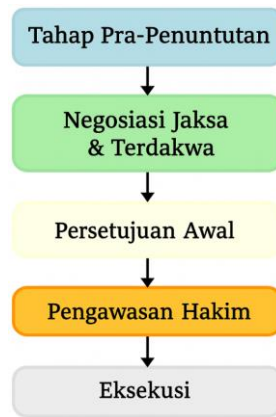 Tahap Pra-Penuntutan
Negosiasi Jaksa
& Terdakwa
Persetujuan Awal
Pengawasan Hakim
Eksekusi